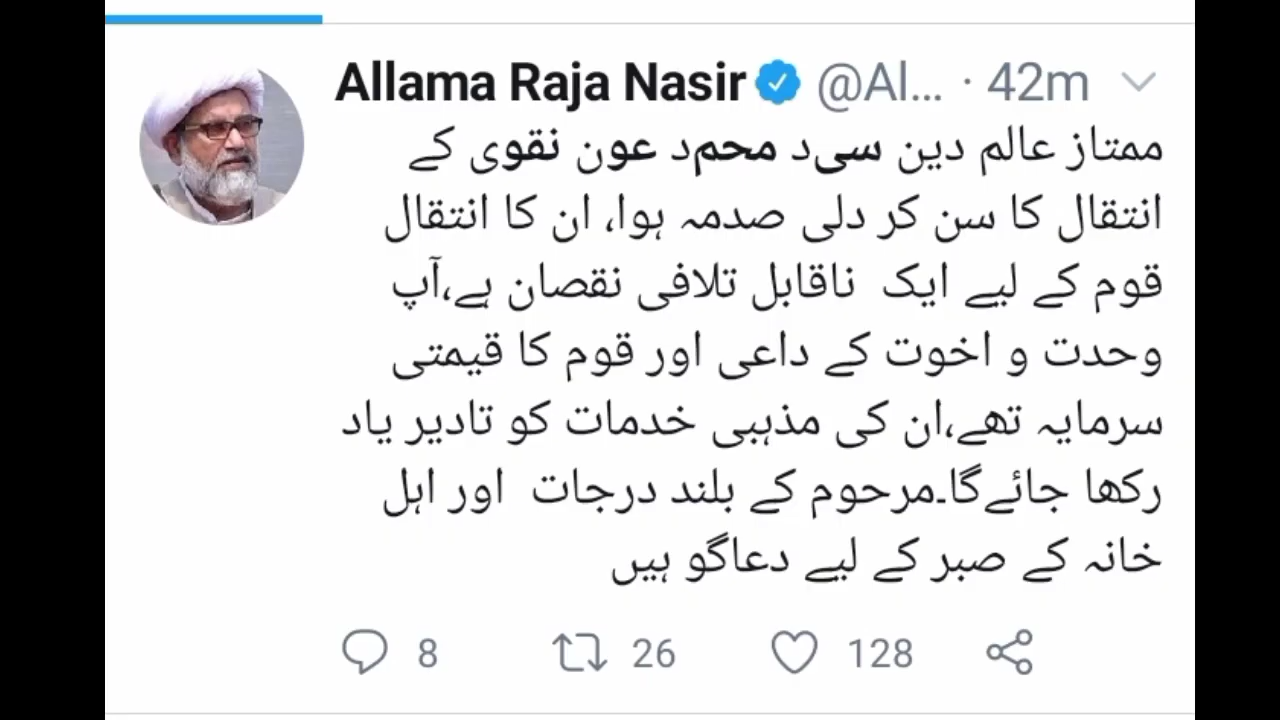 Allama Raja Nasir @Al... · 42m
ممتاز عالم دین سید محمد عون نقوی کے
انتقال کا سن کر دلی صدمہ ہوا، ان کا انتقال
قوم کے لیے ایک ناقابل تلافی نقصان ہے،آپ
وحدت و اخوت کے داعی اور قوم کا قیمتی
سرمایہ تھے،ان کی مذہبی خدمات کو تادیر یاد
رکھا جائےگا۔مرحوم کے بلند درجات اور اہل
خانہ کے صبر کے لیے دعاگو ہیں
8 26 128